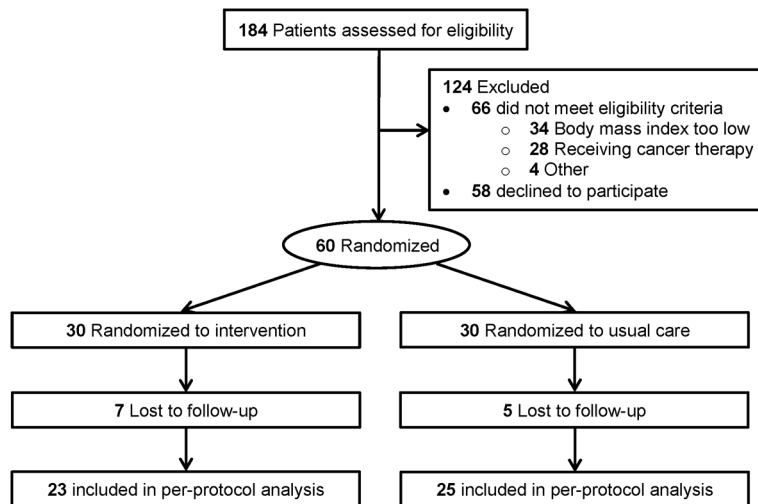 184 Patients assessed for eligibility
124 Excluded
• 66 did not meet eligibility criteria
o 34 Body mass index too low
o 28 Receiving cancer therapy
o 4 Other
• 58 declined to participate
60 Randomized
30 Randomized to intervention
30 Randomized to usual care
7 Lost to follow-up
5 Lost to follow-up
23 included in per-protocol analysis
25 included in per-protocol analysis